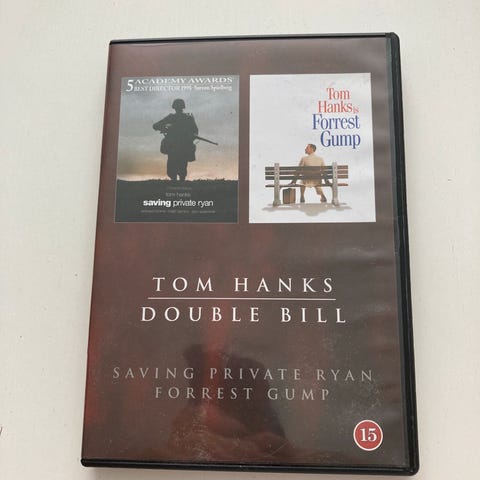 5 ACADEMY AWARDS
BEST DIRECTOR 1998 - Steven Spielberg
tom hanks
saving private ryan
Tom
Hanks is
Forrest
Gump
TOM HANKS
DOUBLE BILL
SAVING PRIVATE RYAN
FORREST GUMP
15